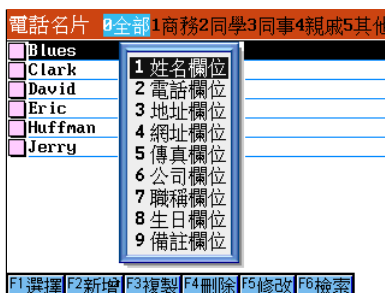 電話名片 0全部1商務2同學3同事4親戚5其他
Blues
Clark
David
Eric
Huffman
Jerry
1 姓名欄位
2 電話欄位
3 地址欄位
4 網址欄位
5 傳真欄位
6 公司欄位
7 職稱欄位
8 生日欄位
9 備註欄位
F1選擇 F2新增 F3複製 F4刪除 F5修改 F6檢索